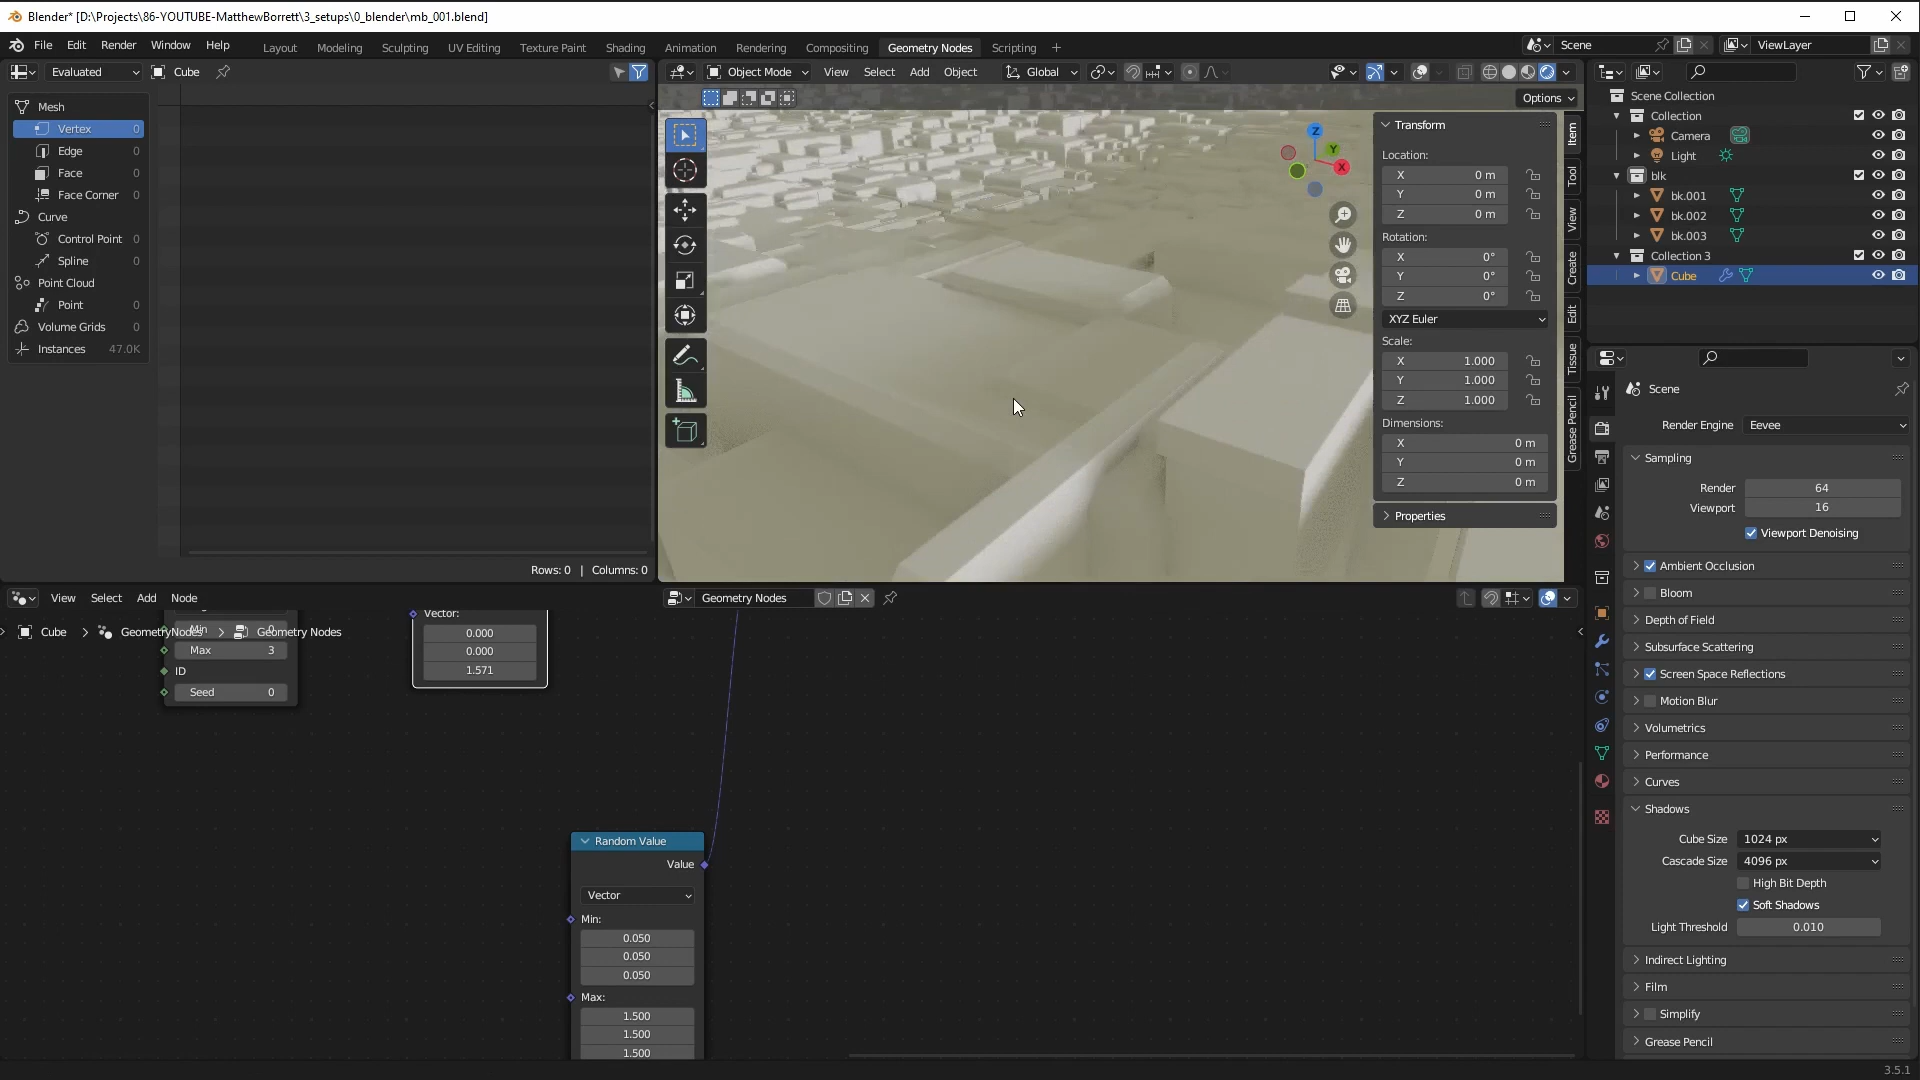 Blender* [D:\Projects\86-YOUTUBE-MatthewBorrett\3_setups\0_blender\mb_001.blend]
File Edit Render Window Help
Layout Modeling Sculpting UV Editing Texture Paint Shading Animation Rendering Compositing Geometry Nodes Scripting +
Scene
ViewLayer
Evaluated
Cube
Mesh
Vertex 0
Edge 0
Face 0
Face Corner 0
Curve
Control Point 0
Spline 0
Point Cloud
Point 0
Volume Grids 0
Instances 47.0K
Rows: 0 | Columns: 0
Object Mode View Select Add Object Global
Options
Z
Y
X
Transform
Location:
X 0 m
Y 0 m
Z 0 m
Rotation:
X 0°
Y 0°
Z 0°
XYZ Euler
Scale:
X 1.000
Y 1.000
Z 1.000
Dimensions:
X 0 m
Y 0 m
Z 0 m
Properties
Item
Tool
View
Create
Edit
Tissue
Grease Pencil
Scene Collection
Collection
Camera
Light
blk
bk.001
bk.002
bk.003
Collection 3
Cube
Scene
Render Engine Eevee
Sampling
Render 64
Viewport 16
Viewport Denoising
Ambient Occlusion
Bloom
Depth of Field
Subsurface Scattering
Screen Space Reflections
Motion Blur
Volumetrics
Performance
Curves
Shadows
Cube Size 1024 px
Cascade Size 4096 px
High Bit Depth
Soft Shadows
Light Threshold 0.010
Indirect Lighting
Film
Simplify
Grease Pencil
3.5.1
View Select Add Node
Geometry Nodes
Cube > GeometryNodes > Geometry Nodes
Min 0
Max 3
ID
Seed 0
Vector:
0.000
0.000
1.571
Random Value
Value
Vector
Min:
0.050
0.050
0.050
Max:
1.500
1.500
1.500